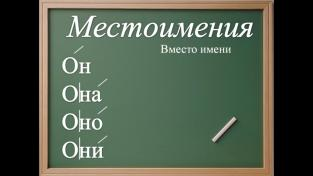 Местоимения
Вместо имени
Он
Она
Оно
Они